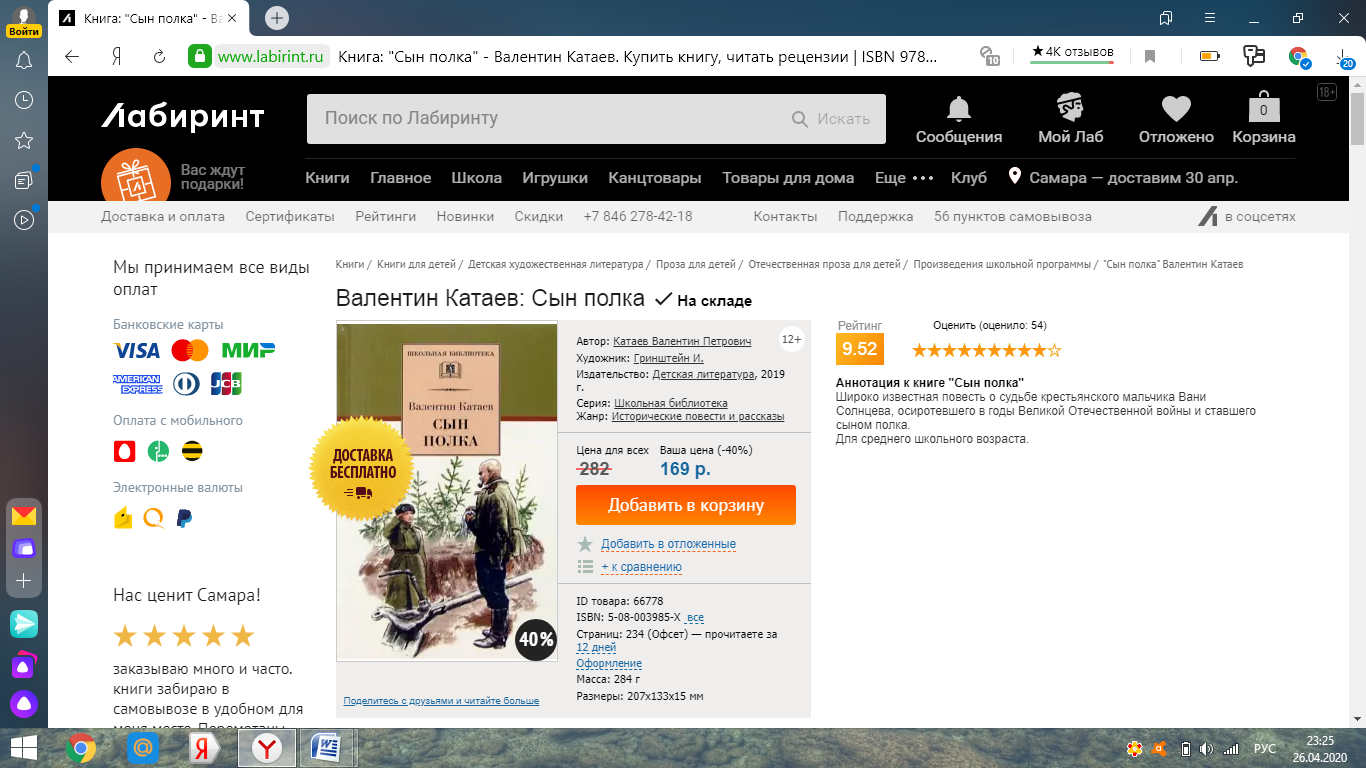 Книга: "Сын полка" - Ва
Войти
www.labirint.ru Книга: "Сын полка" - Валентин Катаев. Купить книгу, читать рецензии | ISBN 978...
10
★4K отзывов
20
Лабиринт
Поиск по Лабиринту
Искать
Сообщения
Мой Лаб
Отложено
0
Корзина
18+
Вас ждут
подарки!
Книги Главное Школа Игрушки Канцтовары Товары для дома Еще ••• Клуб Самара — доставим 30 апр.
Доставка и оплата Сертификаты Рейтинги Новинки Скидки +7 846 278-42-18 Контакты Поддержка 56 пунктов самовывоза в соцсетях
Мы принимаем все виды
оплат
Банковские карты
VISA МИР
AMERICAN
EXPRESS
JCB
Оплата с мобильного
Электронные валюты
Нас ценит Самара!
заказываю много и часто.
книги забираю в
самовывозе в удобном для
Книги / Книги для детей / Детская художественная литература / Проза для детей / Отечественная проза для детей / Произведения школьной программы / "Сын полка" Валентин Катаев
Валентин Катаев: Сын полка ✓ На складе
ШКОЛЬНАЯ БИБЛИОТЕКА
Валентин Катаев
СЫН
ПОЛКА
ДОСТАВКА
БЕСПЛАТНО
40%
Поделитесь с друзьями и читайте больше
12+
Автор: Катаев Валентин Петрович
Художник: Гринштейн И.
Издательство: Детская литература, 2019
г.
Серия: Школьная библиотека
Жанр: Исторические повести и рассказы
Цена для всех Ваша цена (-40%)
282 169 р.
Добавить в корзину
Добавить в отложенные
+ к сравнению
ID товара: 66778
ISBN: 5-08-003985-X все
Страниц: 234 (Офсет) — прочитаете за
12 дней
Оформление
Масса: 284 г
Размеры: 207x133x15 мм
Рейтинг
9.52
Оценить (оценило: 54)
Аннотация к книге "Сын полка"
Широко известная повесть о судьбе крестьянского мальчика Вани
Солнцева, осиротевшего в годы Великой Отечественной войны и ставшего
сыном полка.
Для среднего школьного возраста.
РУС
23:25
26.04.2020